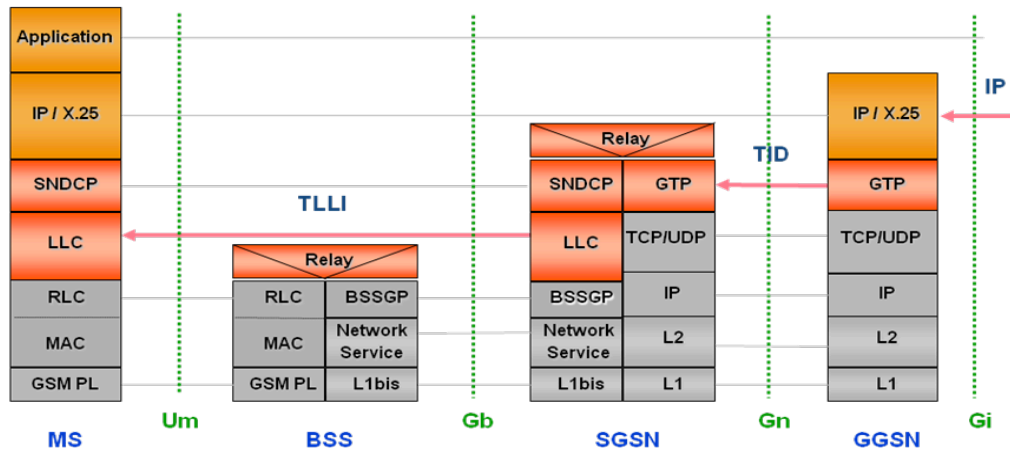 Application
IP / X.25
IP / X.25
IP
Relay
TID
SNDCP
SNDCP
GTP
GTP
TLLI
LLC
LLC
TCP/UDP
TCP/UDP
Relay
RLC
RLC
BSSGP
BSSGP
IP
IP
MAC
MAC
Network
Service
Network
Service
L2
L2
GSM PL
GSM PL
L1bis
L1bis
L1
L1
Um
Gb
Gn
Gi
MS
BSS
SGSN
GGSN